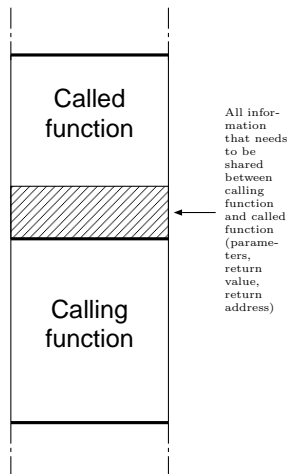 Called
function
All infor-
mation
that needs
to be
shared
between
calling
function
and called
function
(parame-
ters,
return
value,
return
address)
Calling
function